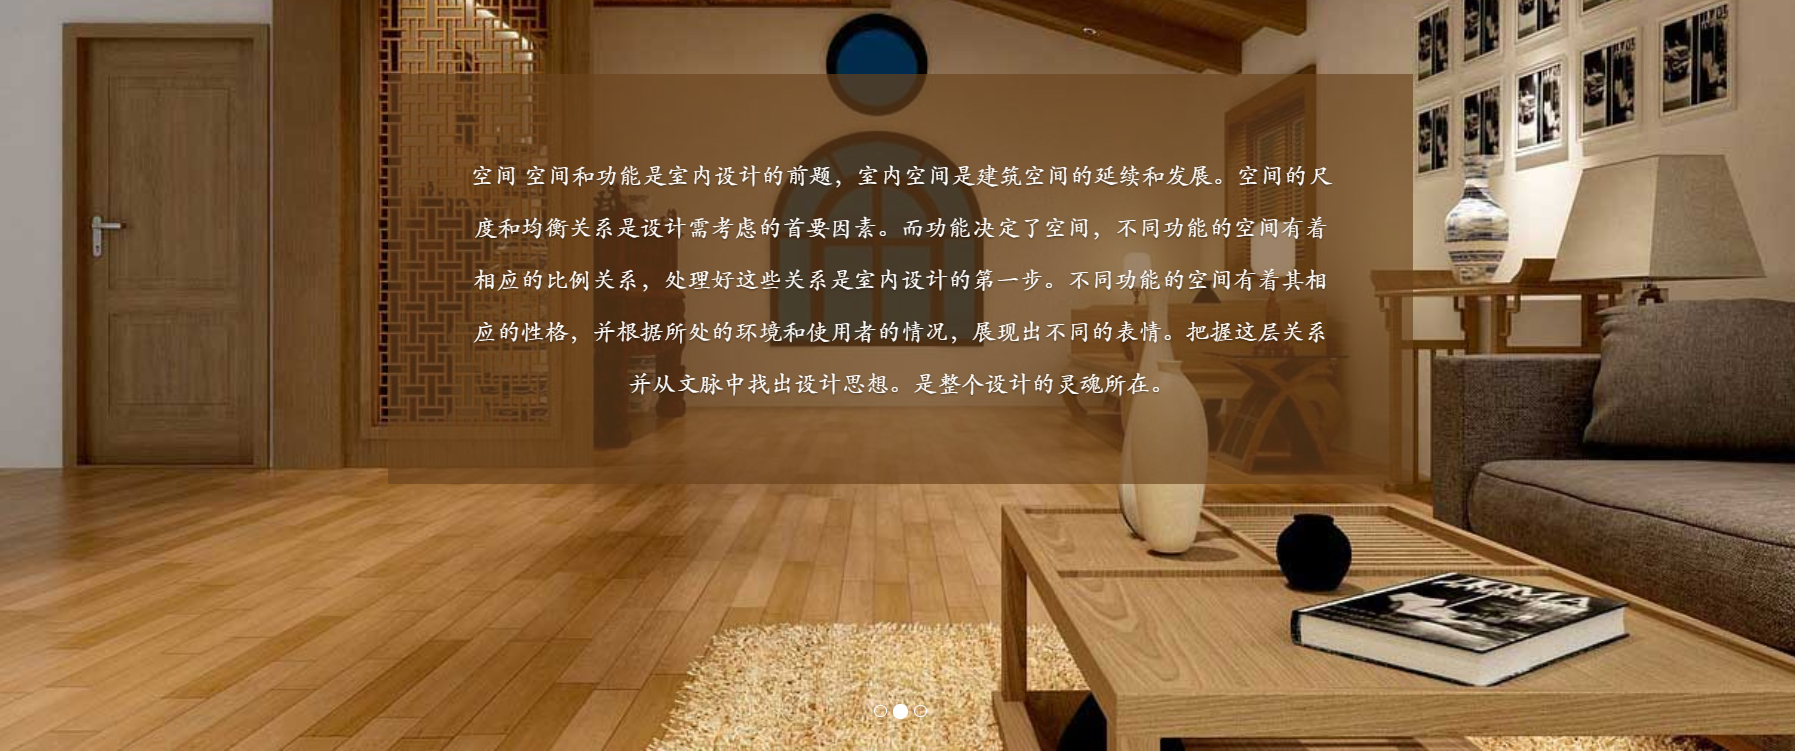 空间 空间和功能是室内设计的前题，室内空间是建筑空间的延续和发展。空间的尺
度和均衡关系是设计需考虑的首要因素。而功能决定了空间，不同功能的空间有着
相应的比例关系，处理好这些关系是室内设计的第一步。不同功能的空间有着其相
应的性格，并根据所处的环境和使用者的情况，展现出不同的表情。把握这层关系
并从文脉中找出设计思想。是整个设计的灵魂所在。